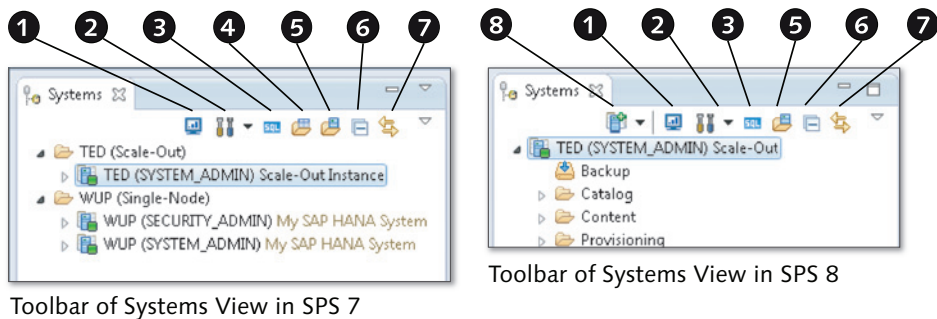 1 2 3 4 5 6 7
Systems
SQL
TED (Scale-Out)
TED (SYSTEM_ADMIN) Scale-Out Instance
WUP (Single-Node)
WUP (SECURITY_ADMIN) My SAP HANA System
WUP (SYSTEM_ADMIN) My SAP HANA System
Toolbar of Systems View in SPS 7
8 1 2 3 5 6 7
Systems
SQL
TED (SYSTEM_ADMIN) Scale-Out
Backup
Catalog
Content
Provisioning
Toolbar of Systems View in SPS 8